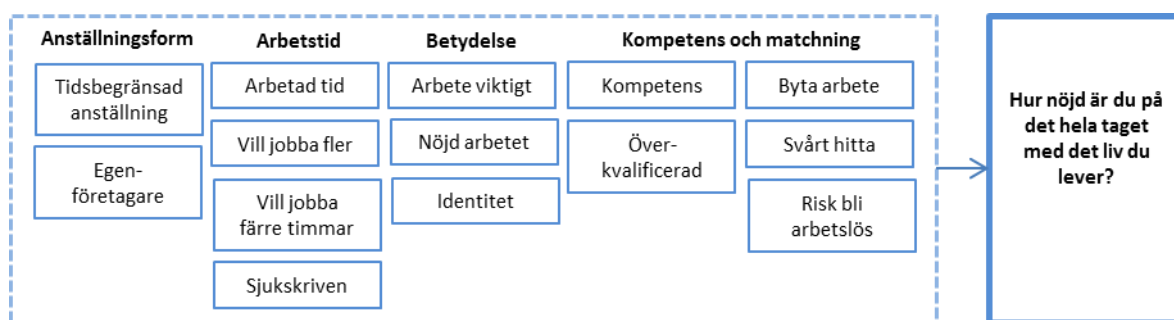 Anställningsform
Tidsbegränsad
anställning
Egen-
företagare
Arbetstid
Arbetad tid
Vill jobba fler
Vill jobba
färre timmar
Sjukskriven
Betydelse
Arbete viktigt
Nöjd arbetet
Identitet
Kompetens och matchning
Kompetens
Över-
kvalificerad
Byta arbete
Svårt hitta
Risk bli
arbetslös
Hur nöjd är du på
det hela taget
med det liv du
lever?